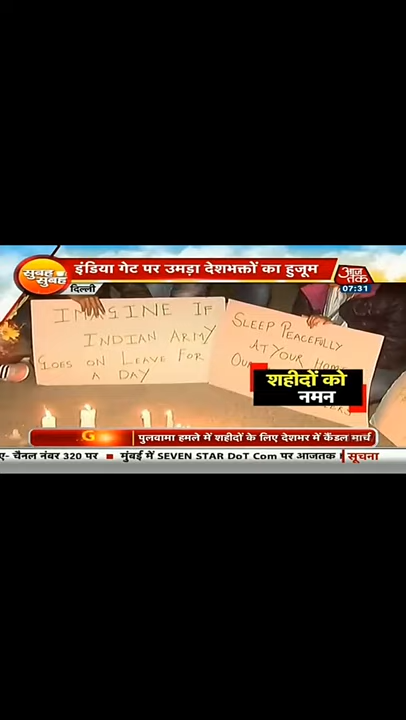 सुबह सुबह
इंडिया गेट पर उमड़ा देशभक्तों का हुजूम
दिल्ली
आज तक
07:31
IMAGINE IF
INDIAN ARMY
GOES ON LEAVE FOR
A DAY
SLEEP PEACEFULLY
AT YOUR HOME
OUR
शहीदों को
नमन
पुलवामा हमले में शहीदों के लिए देशभर में कैंडल मार्च
ए- चैनल नंबर 320 पर ■ मुंबई में SEVEN STAR DoT Com पर आजतक
सूचना